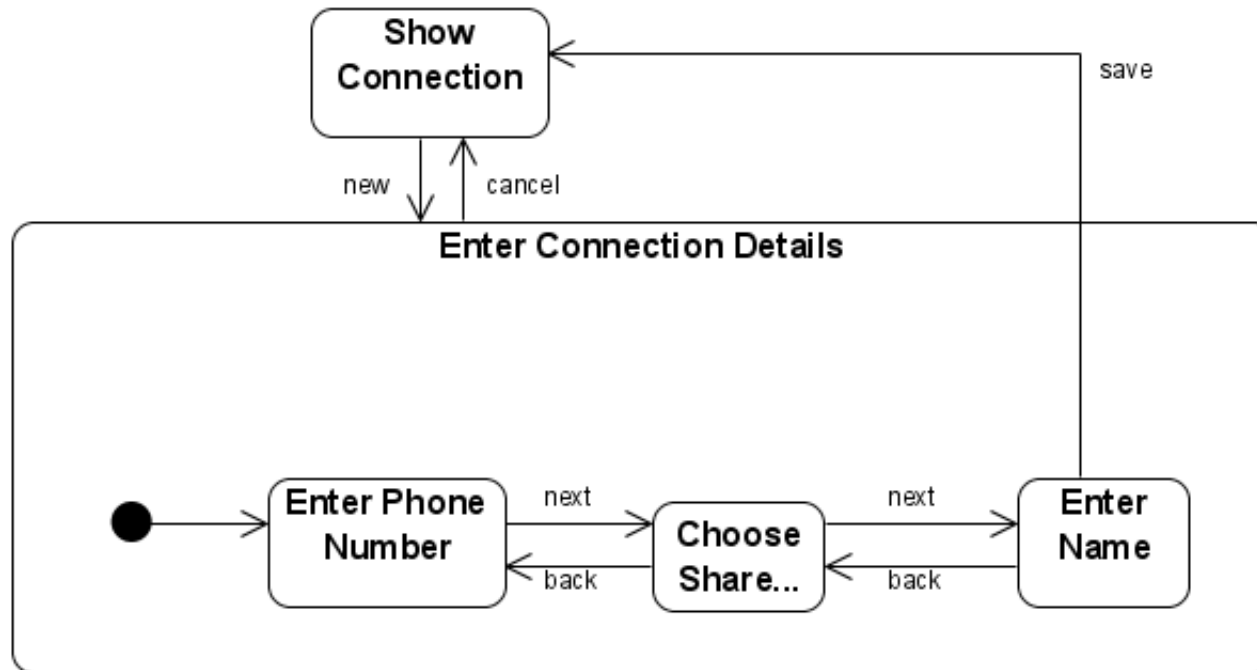 Show
Connection
save
new
cancel
Enter Connection Details
Enter Phone
Number
next
Choose
Share...
next
Enter
Name
back
back